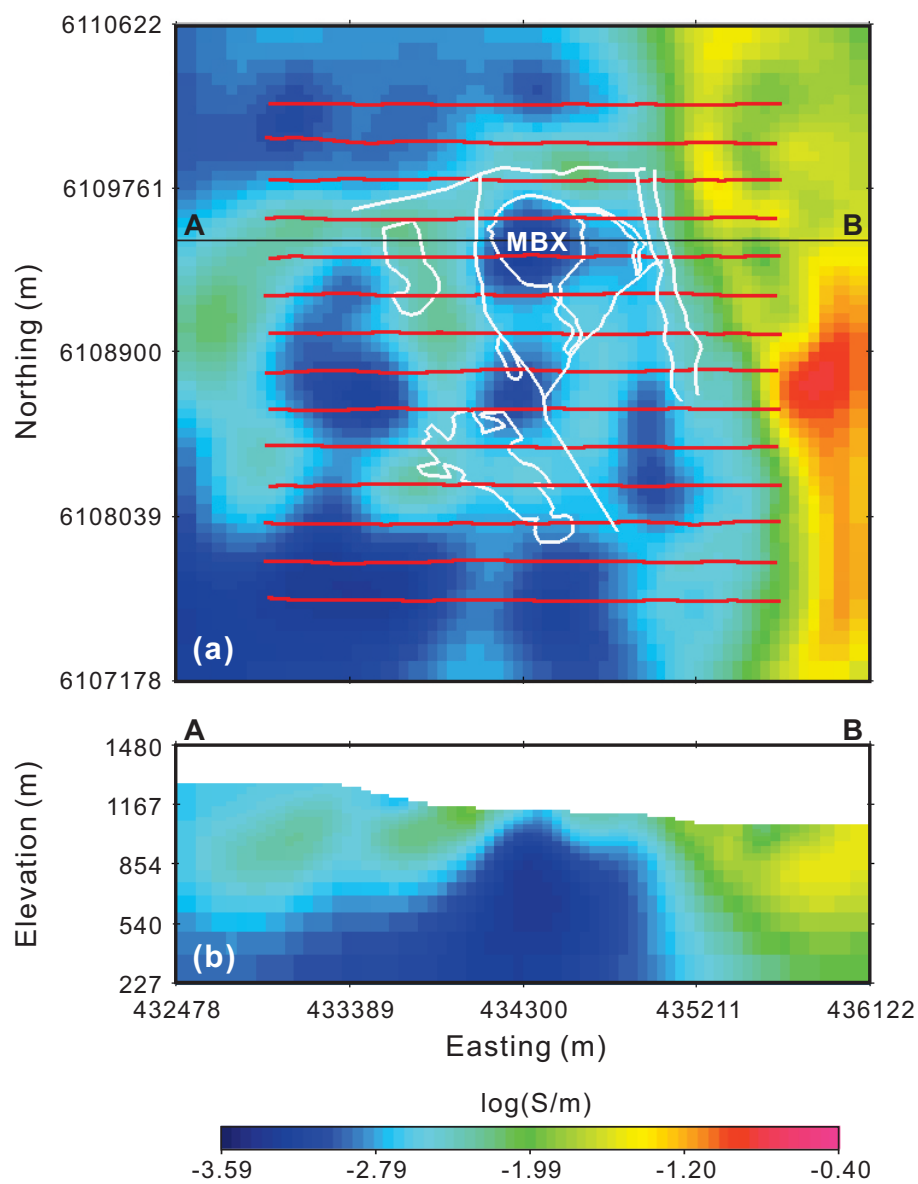 6110622
6109761
A
B
MBX
Northing (m)
6108900
6108039
(a)
6107178
A
B
1480
1167
Elevation (m)
854
540
(b)
227
432478 433389 434300 435211 436122
Easting (m)
log(S/m)
-3.59 -2.79 -1.99 -1.20 -0.40